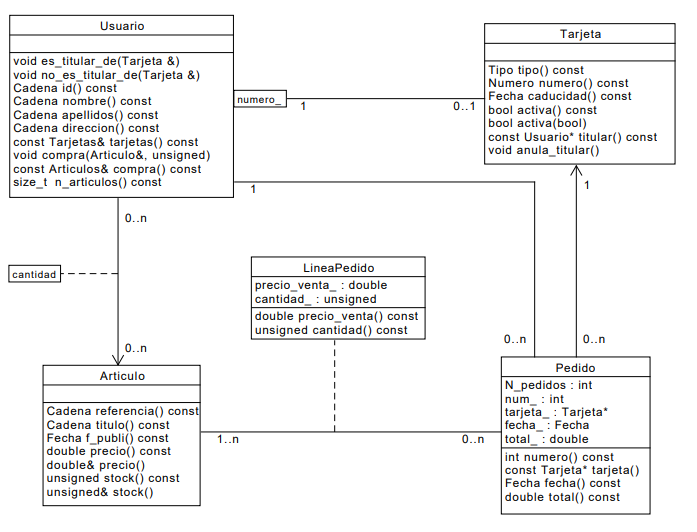 Usuario
void es_titular_de(Tarjeta &)
void no_es_titular_de(Tarjeta &)
Cadena id() const
Cadena nombre() const
Cadena apellidos() const
Cadena direccion() const
const Tarjetas& tarjetas() const
void compra(Articulo&, unsigned)
const Articulos& compra() const
size_t n_articulos() const
numero_
1
0..1
Tarjeta
Tipo tipo() const
Numero numero() const
Fecha caducidad() const
bool activa() const
bool activa(bool)
const Usuario* titular() const
void anula_titular()
1
1
0..n
cantidad
0..n
LineaPedido
precio_venta_ : double
cantidad_ : unsigned
double precio_venta() const
unsigned cantidad() const
0..n
0..n
Articulo
Cadena referencia() const
Cadena titulo() const
Fecha f_publi() const
double precio() const
double& precio()
unsigned stock() const
unsigned& stock()
1..n
0..n
Pedido
N_pedidos : int
num_ : int
tarjeta_ : Tarjeta*
fecha_ : Fecha
total_ : double
int numero() const
const Tarjeta* tarjeta()
Fecha fecha() const
double total() const